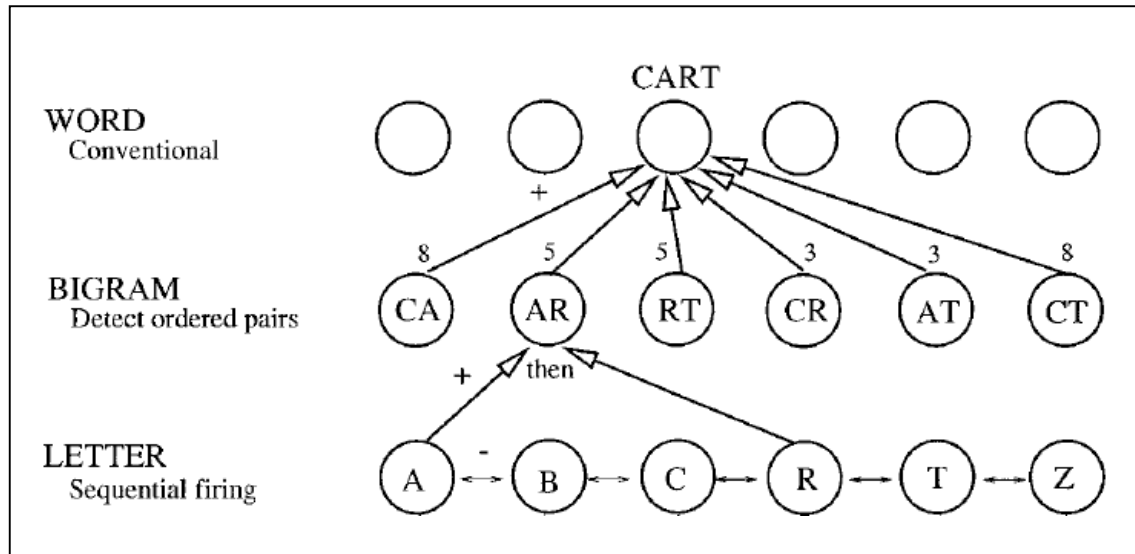 CART
WORD
Conventional
+
8 5 5 3 3 8
BIGRAM
CA AR RT CR AT CT
Detect ordered pairs
+ then
LETTER
-
A B C R T Z
Sequential firing